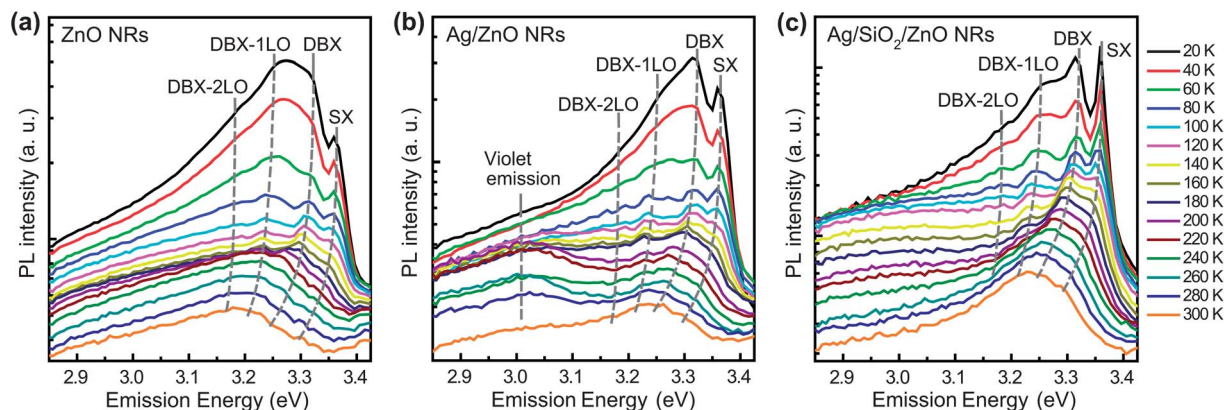 (a)
ZnO NRs
DBX-2LO
DBX-1LO
DBX
SX
PL intensity (a. u.)
2.9 3.0 3.1 3.2 3.3 3.4
Emission Energy (eV)
(b)
Ag/ZnO NRs
Violet
emission
DBX-2LO
DBX-1LO
DBX
SX
PL intensity (a. u.)
2.9 3.0 3.1 3.2 3.3 3.4
Emission Energy (eV)
(c)
Ag/SiO₂/ZnO NRs
DBX-2LO
DBX-1LO
DBX
SX
PL intensity (a. u.)
2.9 3.0 3.1 3.2 3.3 3.4
Emission Energy (eV)
20 K
40 K
60 K
80 K
100 K
120 K
140 K
160 K
180 K
200 K
220 K
240 K
260 K
280 K
300 K